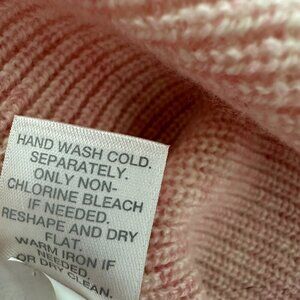 HAND WASH COLD.
SEPARATELY.
ONLY NON-
CHLORINE BLEACH
IF NEEDED.
RESHAPE AND DRY
FLAT.
WARM IRON IF
NEEDED.
OR DRY CLEAN.